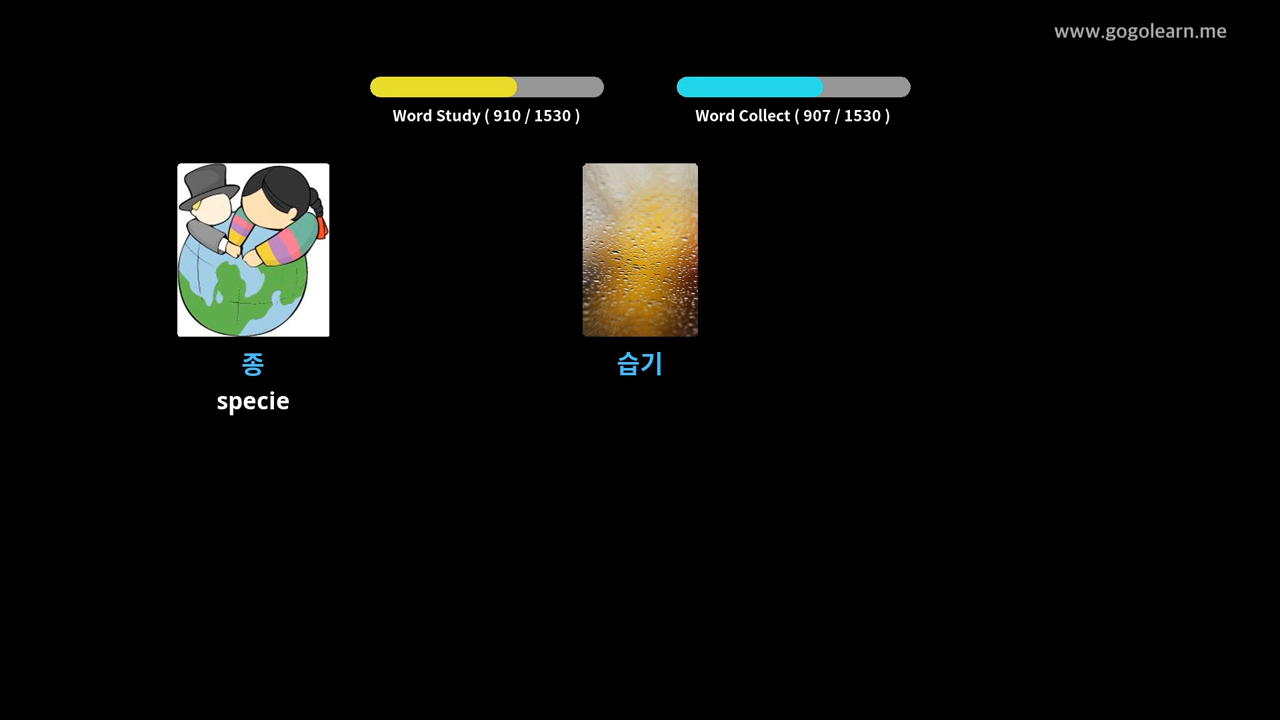 www.gogolearn.me
Word Study ( 910 / 1530 )
Word Collect ( 907 / 1530 )
종
습기
specie